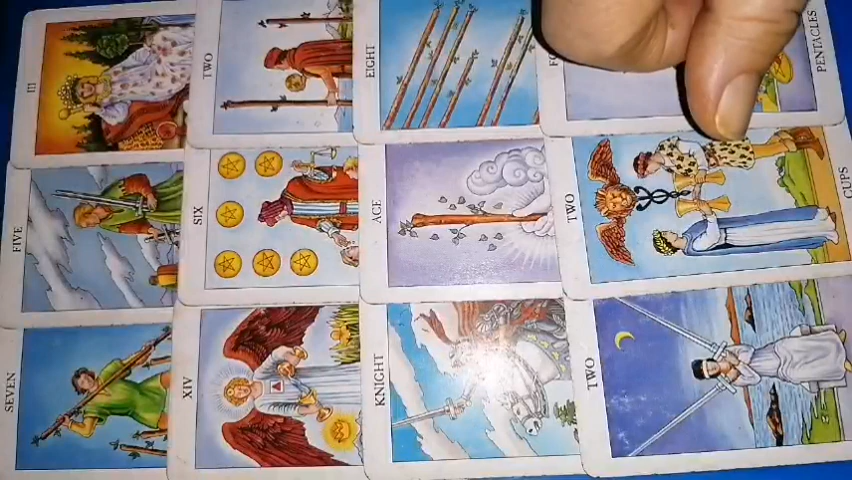 III
TWO
EIGHT
PENTACLES
FIVE
SIX
ACE
TWO
CUPS
SEVEN
XIV
KNIGHT
TWO